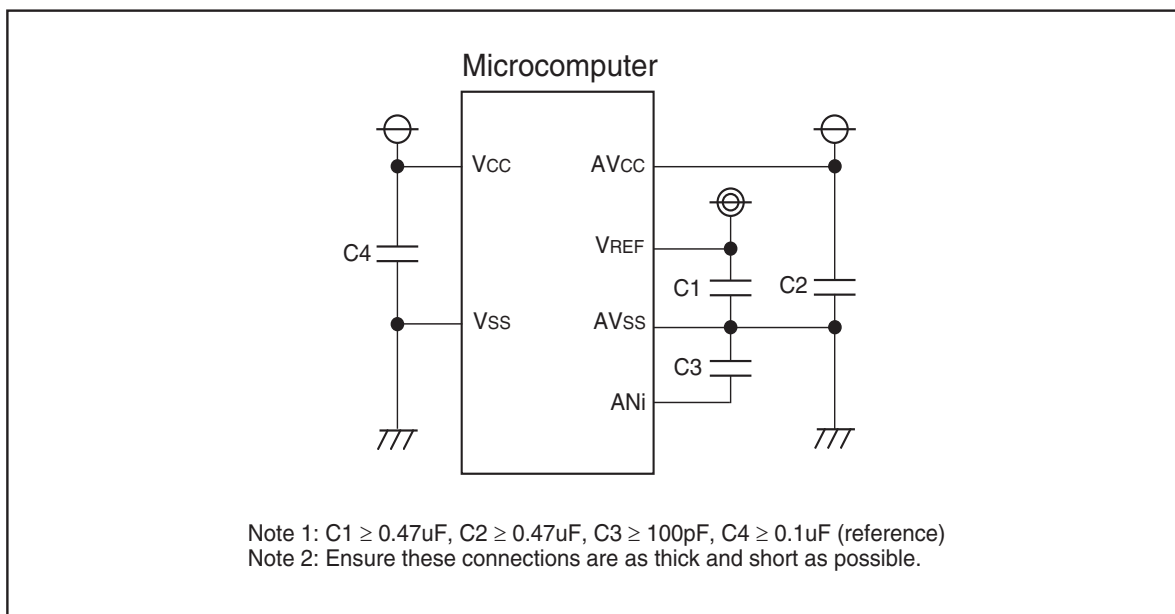 Microcomputer
VCC
AVCC
VREF
C4
C1
C2
VSS
AVSS
C3
ANi
Note 1: C1 ≥ 0.47uF, C2 ≥ 0.47uF, C3 ≥ 100pF, C4 ≥ 0.1uF (reference)
Note 2: Ensure these connections are as thick and short as possible.